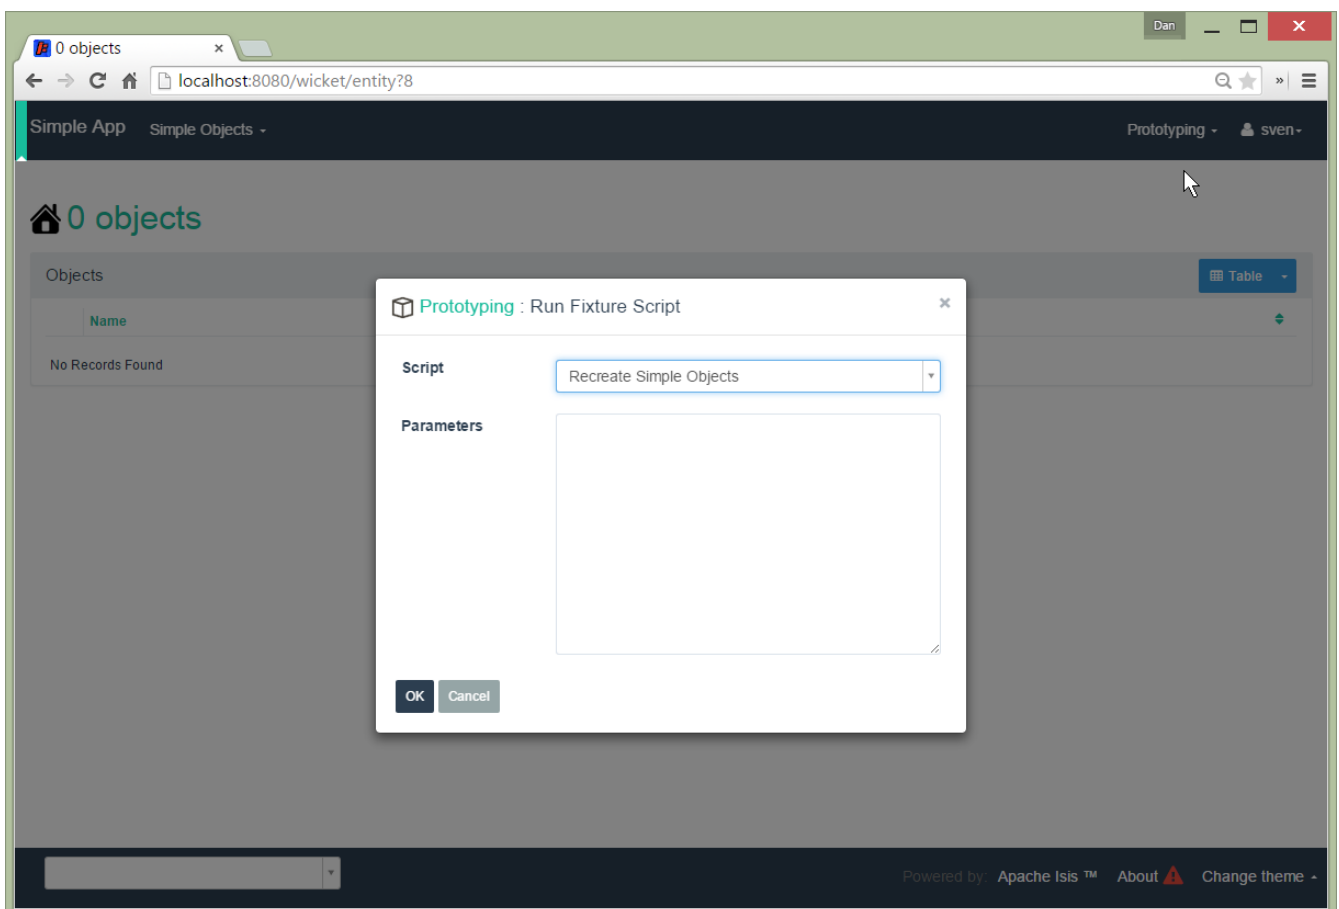 Dan
0 objects
localhost:8080/wicket/entity?8
Simple App Simple Objects Prototyping sven
0 objects
Objects
Table
Name
No Records Found
Prototyping : Run Fixture Script
Script
Recreate Simple Objects
Parameters
OK Cancel
Powered by: Apache Isis ™ About Change theme